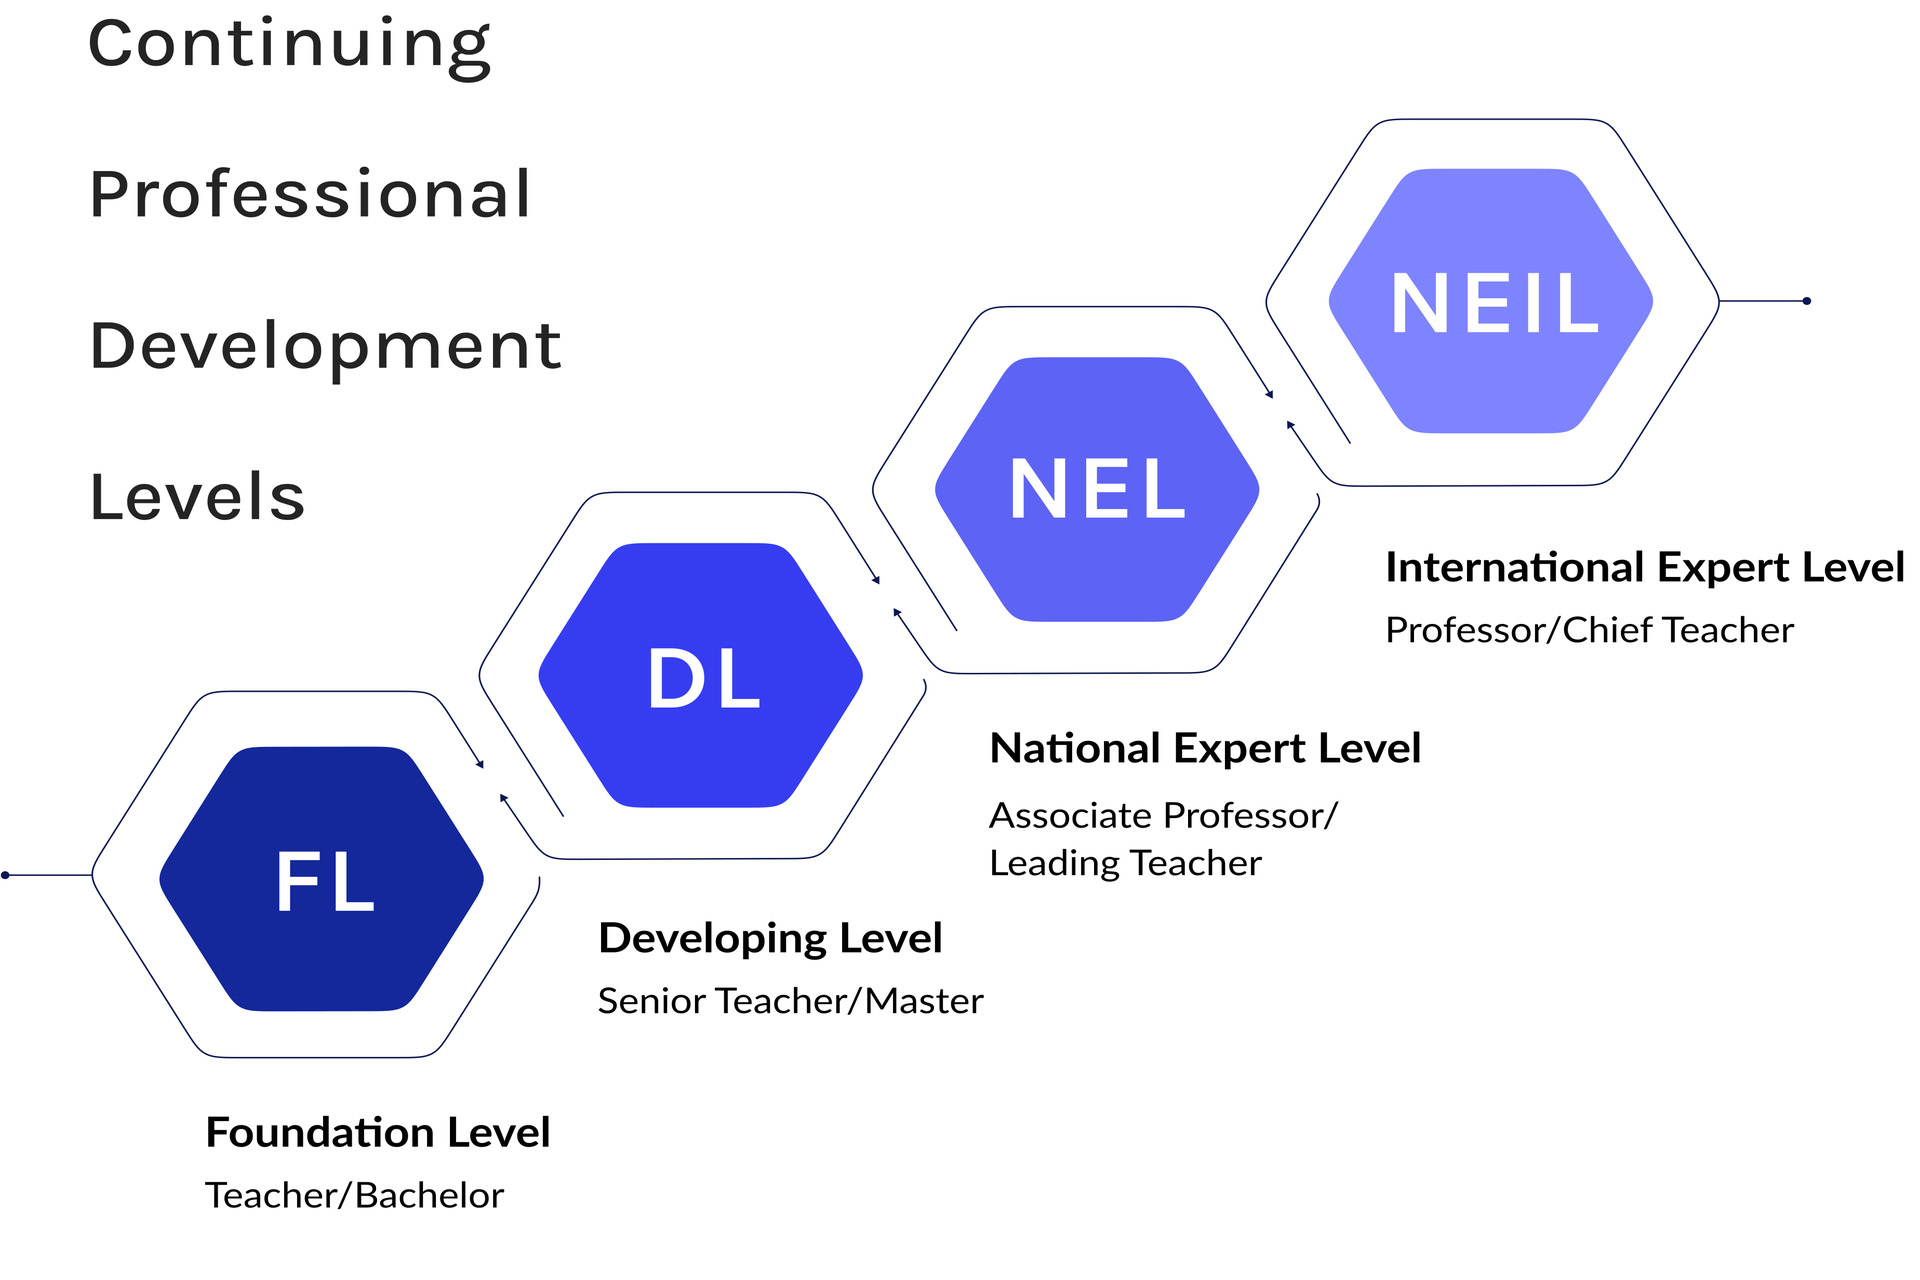 Continuing
Professional
Development
Levels
FL
Foundation Level
Teacher/Bachelor
DL
Developing Level
Senior Teacher/Master
NEL
National Expert Level
Associate Professor/
Leading Teacher
NEIL
International Expert Level
Professor/Chief Teacher